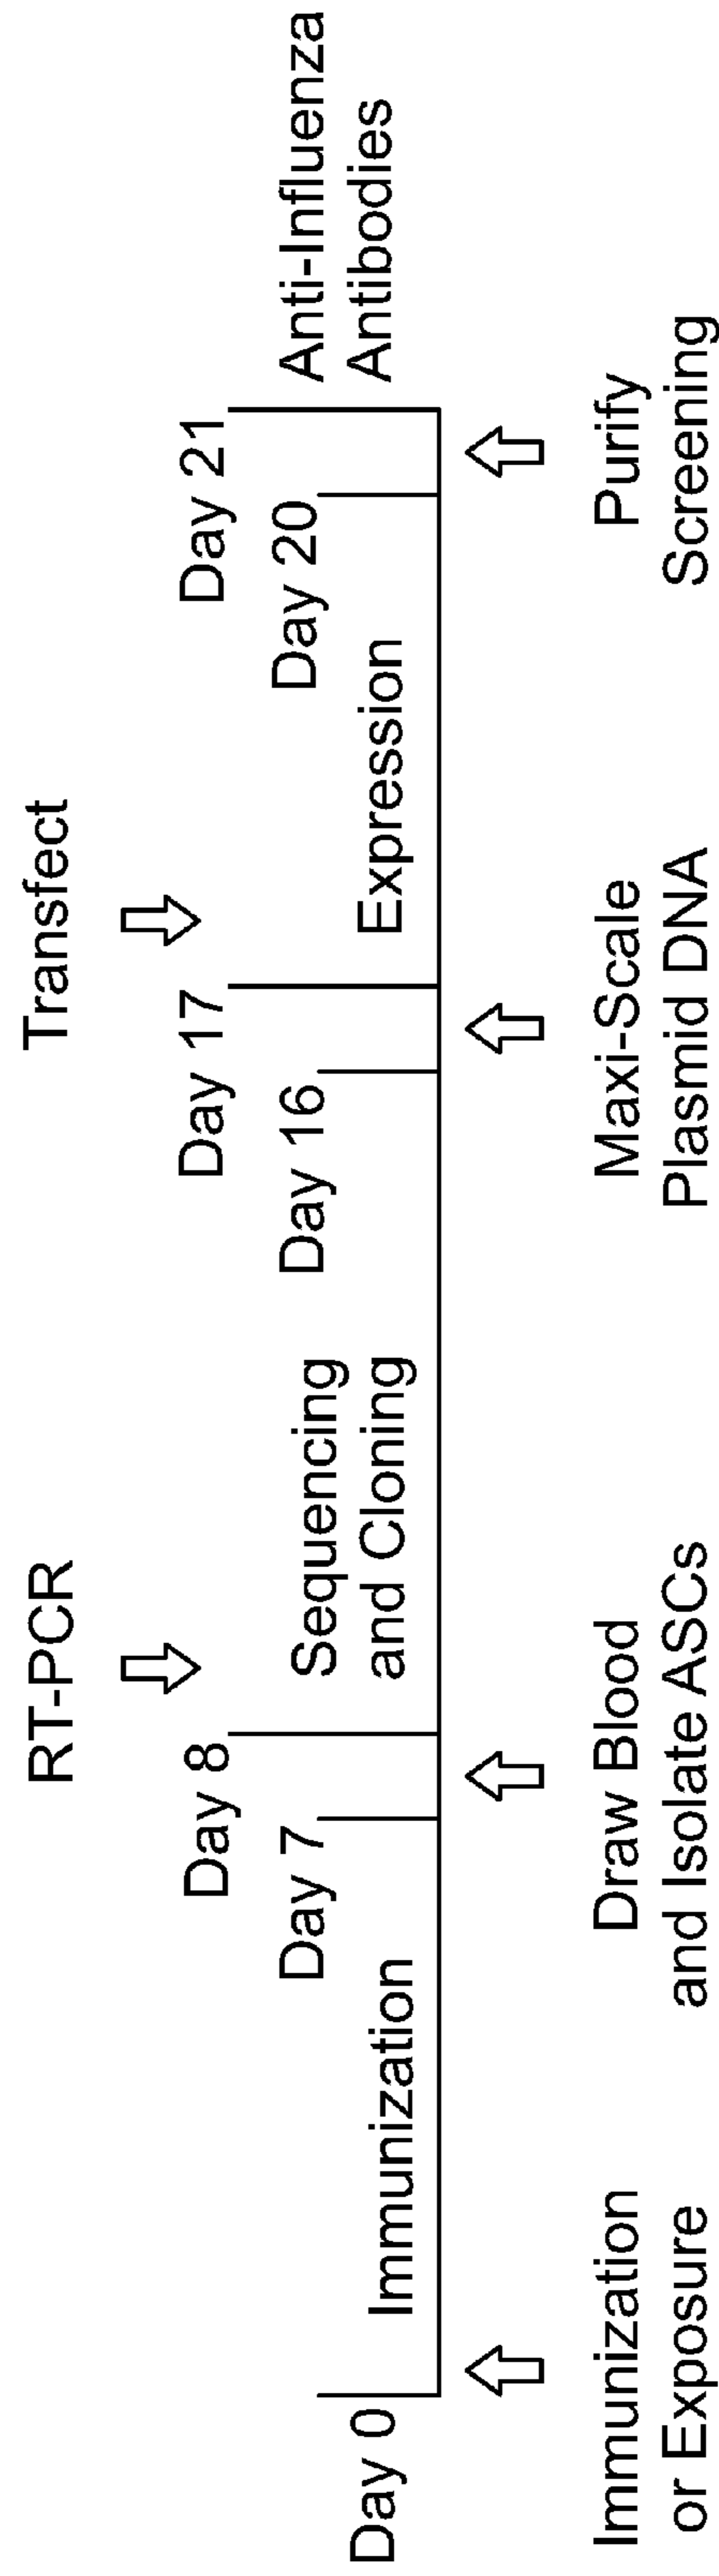 RT-PCR
Transfect
Day 0
Immunization
Day 7
Day 8
Sequencing
and Cloning
Day 16
Day 17
Expression
Day 20
Day 21
Anti-Influenza
Antibodies
Immunization
or Exposure
Draw Blood
and Isolate ASCs
Maxi-Scale
Plasmid DNA
Purify
Screening